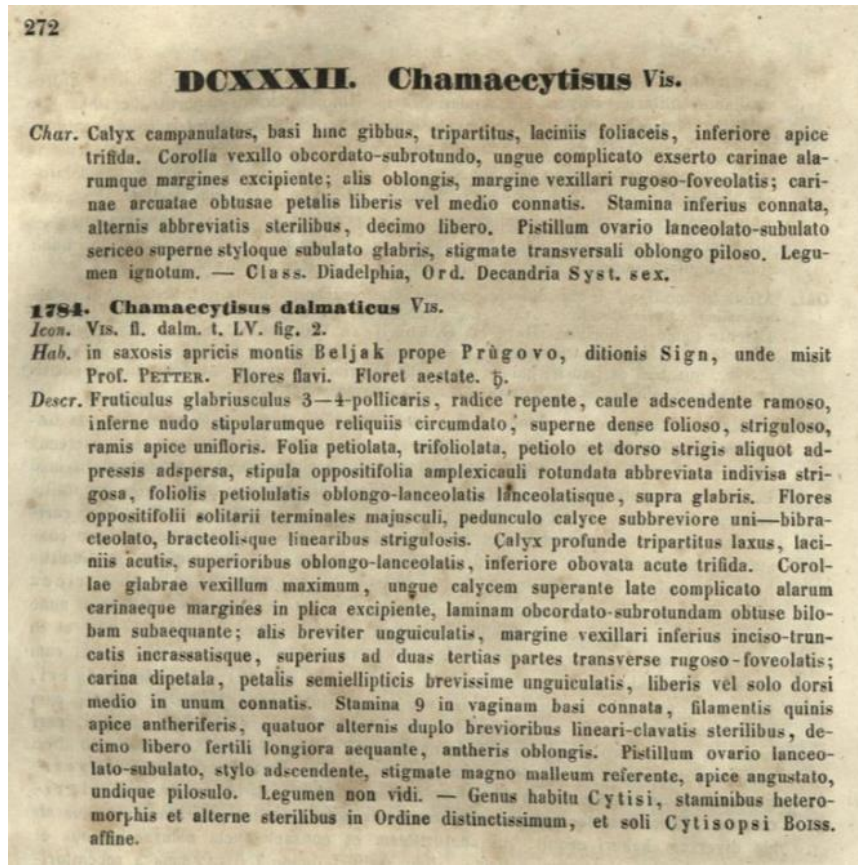 272
DCXXXII. Chamaecytisus Vis.
Char. Calyx campanulatus, basi hinc gibbus, tripartitus, laciniis foliaceis, inferiore apice
trifida. Corolla vexillo obcordato-subrotundo, ungue complicato exserto carinae ala-
rumque margines excipiente; alis oblongis, margine vexillari rugoso-foveolatis; cari-
nae arcuatae obtusae petalis liberis vel medio connatis. Stamina inferius connata,
alternis abbreviatis sterilibus, decimo libero. Pistillum ovario lanceolato-subulato
sericeo superne styloque subulato glabris, stigmate transversali oblongo piloso. Legu-
men ignotum. — Class. Diadelphia, Ord. Decandria Syst. sex.
1784. Chamaecytisus dalmaticus Vis.
Icon. Vis. fl. dalm. t. LV. fig. 2.
Hab. in saxosis apricis montis Beljak prope Prùgovo, ditionis Sign, unde misit
Prof. Petter. Flores flavi. Floret aestate. ♄.
Descr. Fruticulus glabriusculus 3—4-pollicaris, radice repente, caule adscendente ramoso,
inferne nudo stipularumque reliquiis circumdato, superne dense folioso, striguloso,
ramis apice unifloris. Folia petiolata, trifoliolata, petiolo et dorso strigis aliquot ad-
pressis adspersa, stipula oppositifolia amplexicauli rotundata abbreviata indivisa stri-
gosa, foliolis petiolulatis oblongo-lanceolatis lanceolatisque, supra glabris. Flores
oppositifolii solitarii terminales majusculi, pedunculo calyce subbreviore uni—bibra-
cteolato, bracteolisque linearibus strigulosis. Calyx profunde tripartitus laxus, laci-
niis acutis, superioribus oblongo-lanceolatis, inferiore obovata acute trifida. Corol-
lae glabrae vexillum maximum, ungue calycem superante late complicato alarum
carinaeque margines in plica excipiente, laminam obcordato-subrotundam obtuse bilo-
bam subaequante; alis breviter unguiculatis, margine vexillari inferius inciso-trun-
catis incrassatisque, superius ad duas tertias partes transverse rugoso-foveolatis;
carina dipetala, petalis semiellipticis brevissime unguiculatis, liberis vel solo dorsi
medio in unum connatis. Stamina 9 in vaginam basi connata, filamentis quinis
apice antheriferis, quatuor alternis duplo brevioribus lineari-clavatis sterilibus, de-
cimo libero fertili longiora aequante, antheris oblongis. Pistillum ovario lanceo-
lato-subulato, stylo adscendente, stigmate magno malleum referente, apice angustato,
undique pilosulo. Legumen non vidi. — Genus habitu Cytisi, staminibus hetero-
morphis et alterne sterilibus in Ordine distinctissimum, et soli Cytisopsi Boiss.
affine.